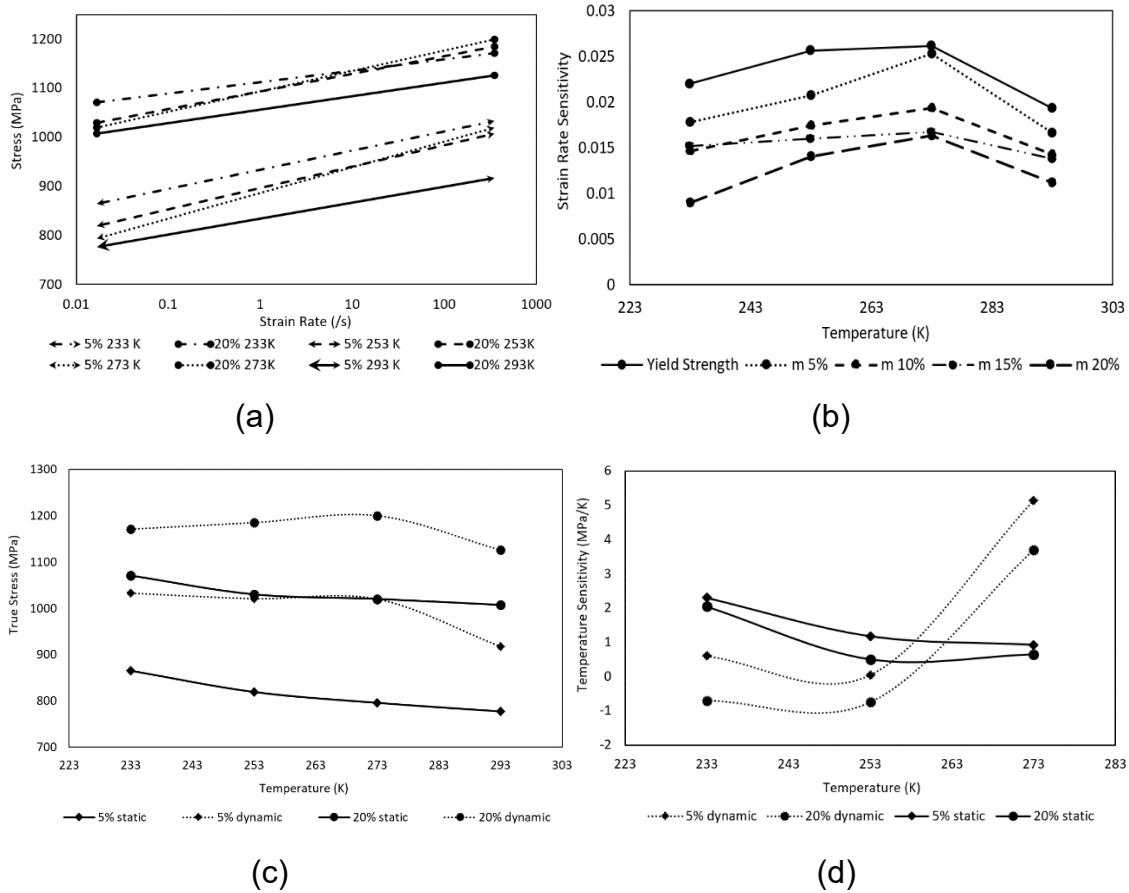 1200
1100
1000
900
800
700
Stress (MPa)
0.01 0.1 1 10 100 1000
Strain Rate (/s)
5% 233 K 20% 233K 5% 253 K 20% 253K
5% 273 K 20% 273K 5% 293 K 20% 293K
(a)
0.03
0.025
0.02
0.015
0.01
0.005
0
Strain Rate Sensitivity
223 243 263 283 303
Temperature (K)
Yield Strength m 5% m 10% m 15% m 20%
(b)
1300
1200
1100
1000
900
800
700
True Stress (MPa)
223 233 243 253 263 273 283 293 303
Temperature (K)
5% static 5% dynamic 20% static 20% dynamic
(c)
6
5
4
3
2
1
0
-1
-2
Temperature Sensitivity (MPa/K)
223 233 243 253 263 273 283
Temperature (K)
5% dynamic 20% dynamic 5% static 20% static
(d)